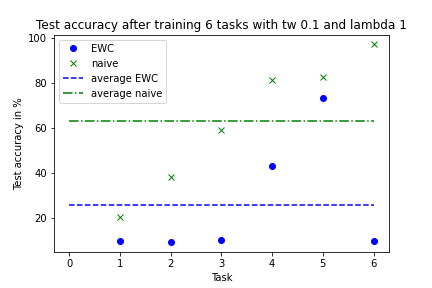 Test accuracy after training 6 tasks with tw 0.1 and lambda 1
100
80
60
40
20
Test accuracy in %
EWC
naive
average EWC
average naive
0 1 2 3 4 5 6
Task